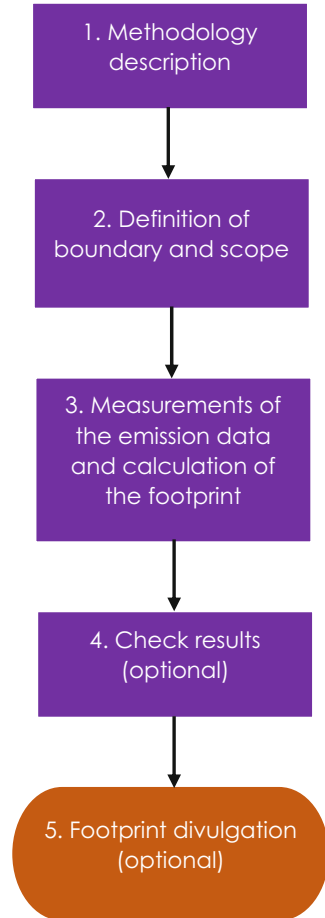 1. Methodology
description
2. Definition of
boundary and scope
3. Measurements of
the emission data
and calculation of
the footprint
4. Check results
(optional)
5. Footprint divulgation
(optional)